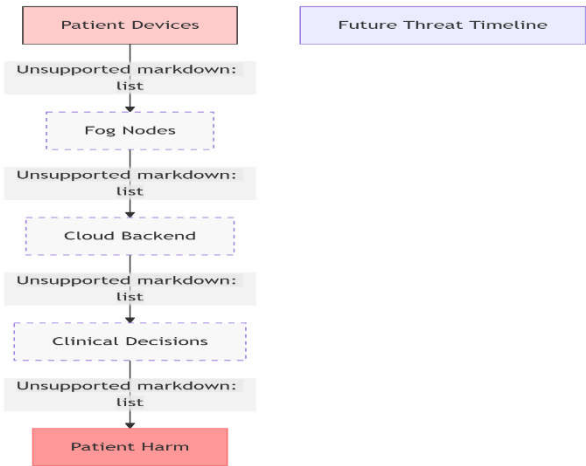 Patient Devices
Future Threat Timeline
Unsupported markdown:
list
Fog Nodes
Unsupported markdown:
list
Cloud Backend
Unsupported markdown:
list
Clinical Decisions
Unsupported markdown:
list
Patient Harm